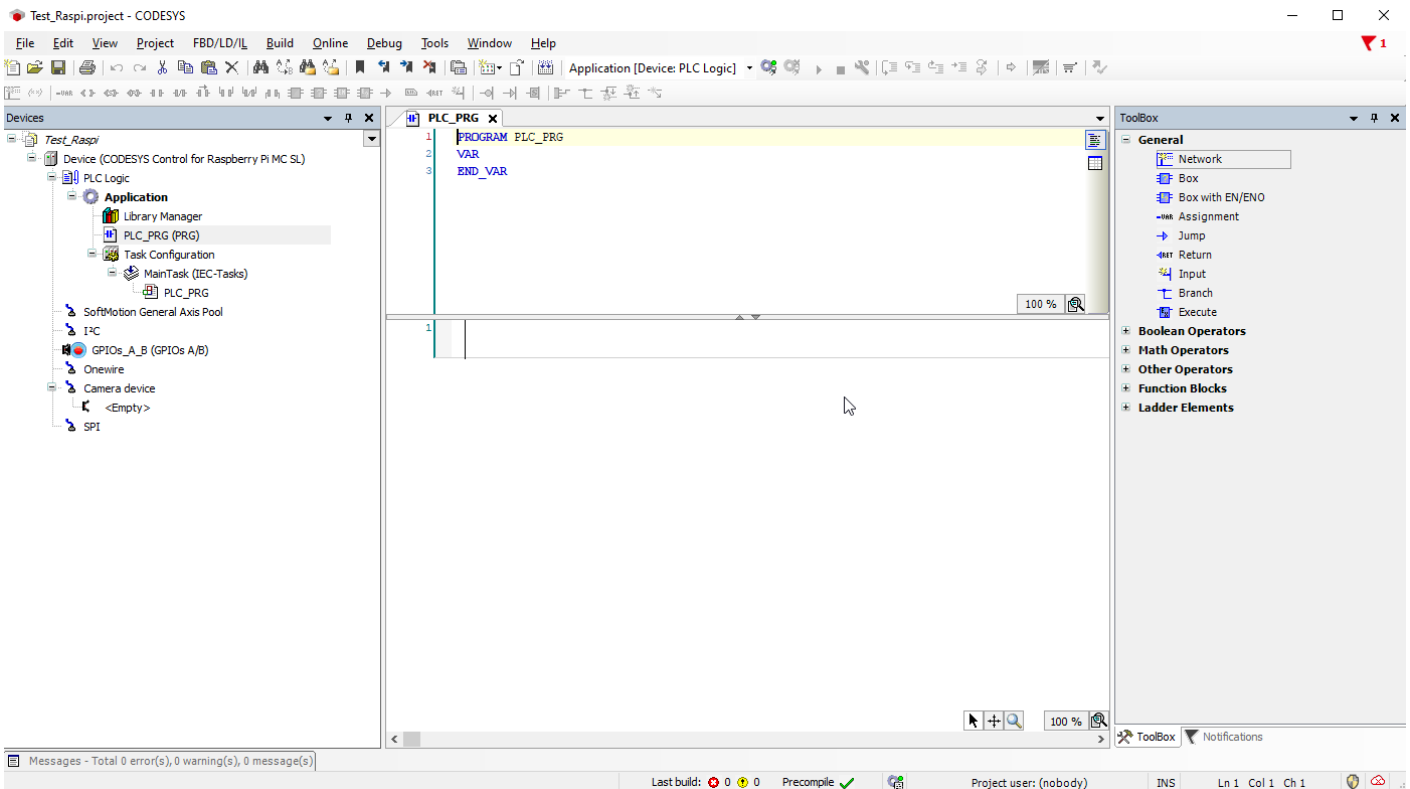 Test_Raspi.project - CODESYS
File Edit View Project FBD/LD/IL Build Online Debug Tools Window Help
1
Application [Device: PLC Logic]
Devices
Test_Raspi
Device (CODESYS Control for Raspberry Pi MC SL)
PLC Logic
Application
Library Manager
PLC_PRG (PRG)
Task Configuration
MainTask (IEC-Tasks)
PLC_PRG
SoftMotion General Axis Pool
I²C
GPIOs_A_B (GPIOs A/B)
Onewire
Camera device
<Empty>
SPI
PLC_PRG
1 PROGRAM PLC_PRG
2 VAR
3 END_VAR
100 %
1
100 %
ToolBox
General
Network
Box
Box with EN/ENO
Assignment
Jump
Return
Input
Branch
Execute
Boolean Operators
Math Operators
Other Operators
Function Blocks
Ladder Elements
ToolBox Notifications
Messages - Total 0 error(s), 0 warning(s), 0 message(s)
Last build: 0 0 Precompile Project user: (nobody) INS Ln 1 Col 1 Ch 1